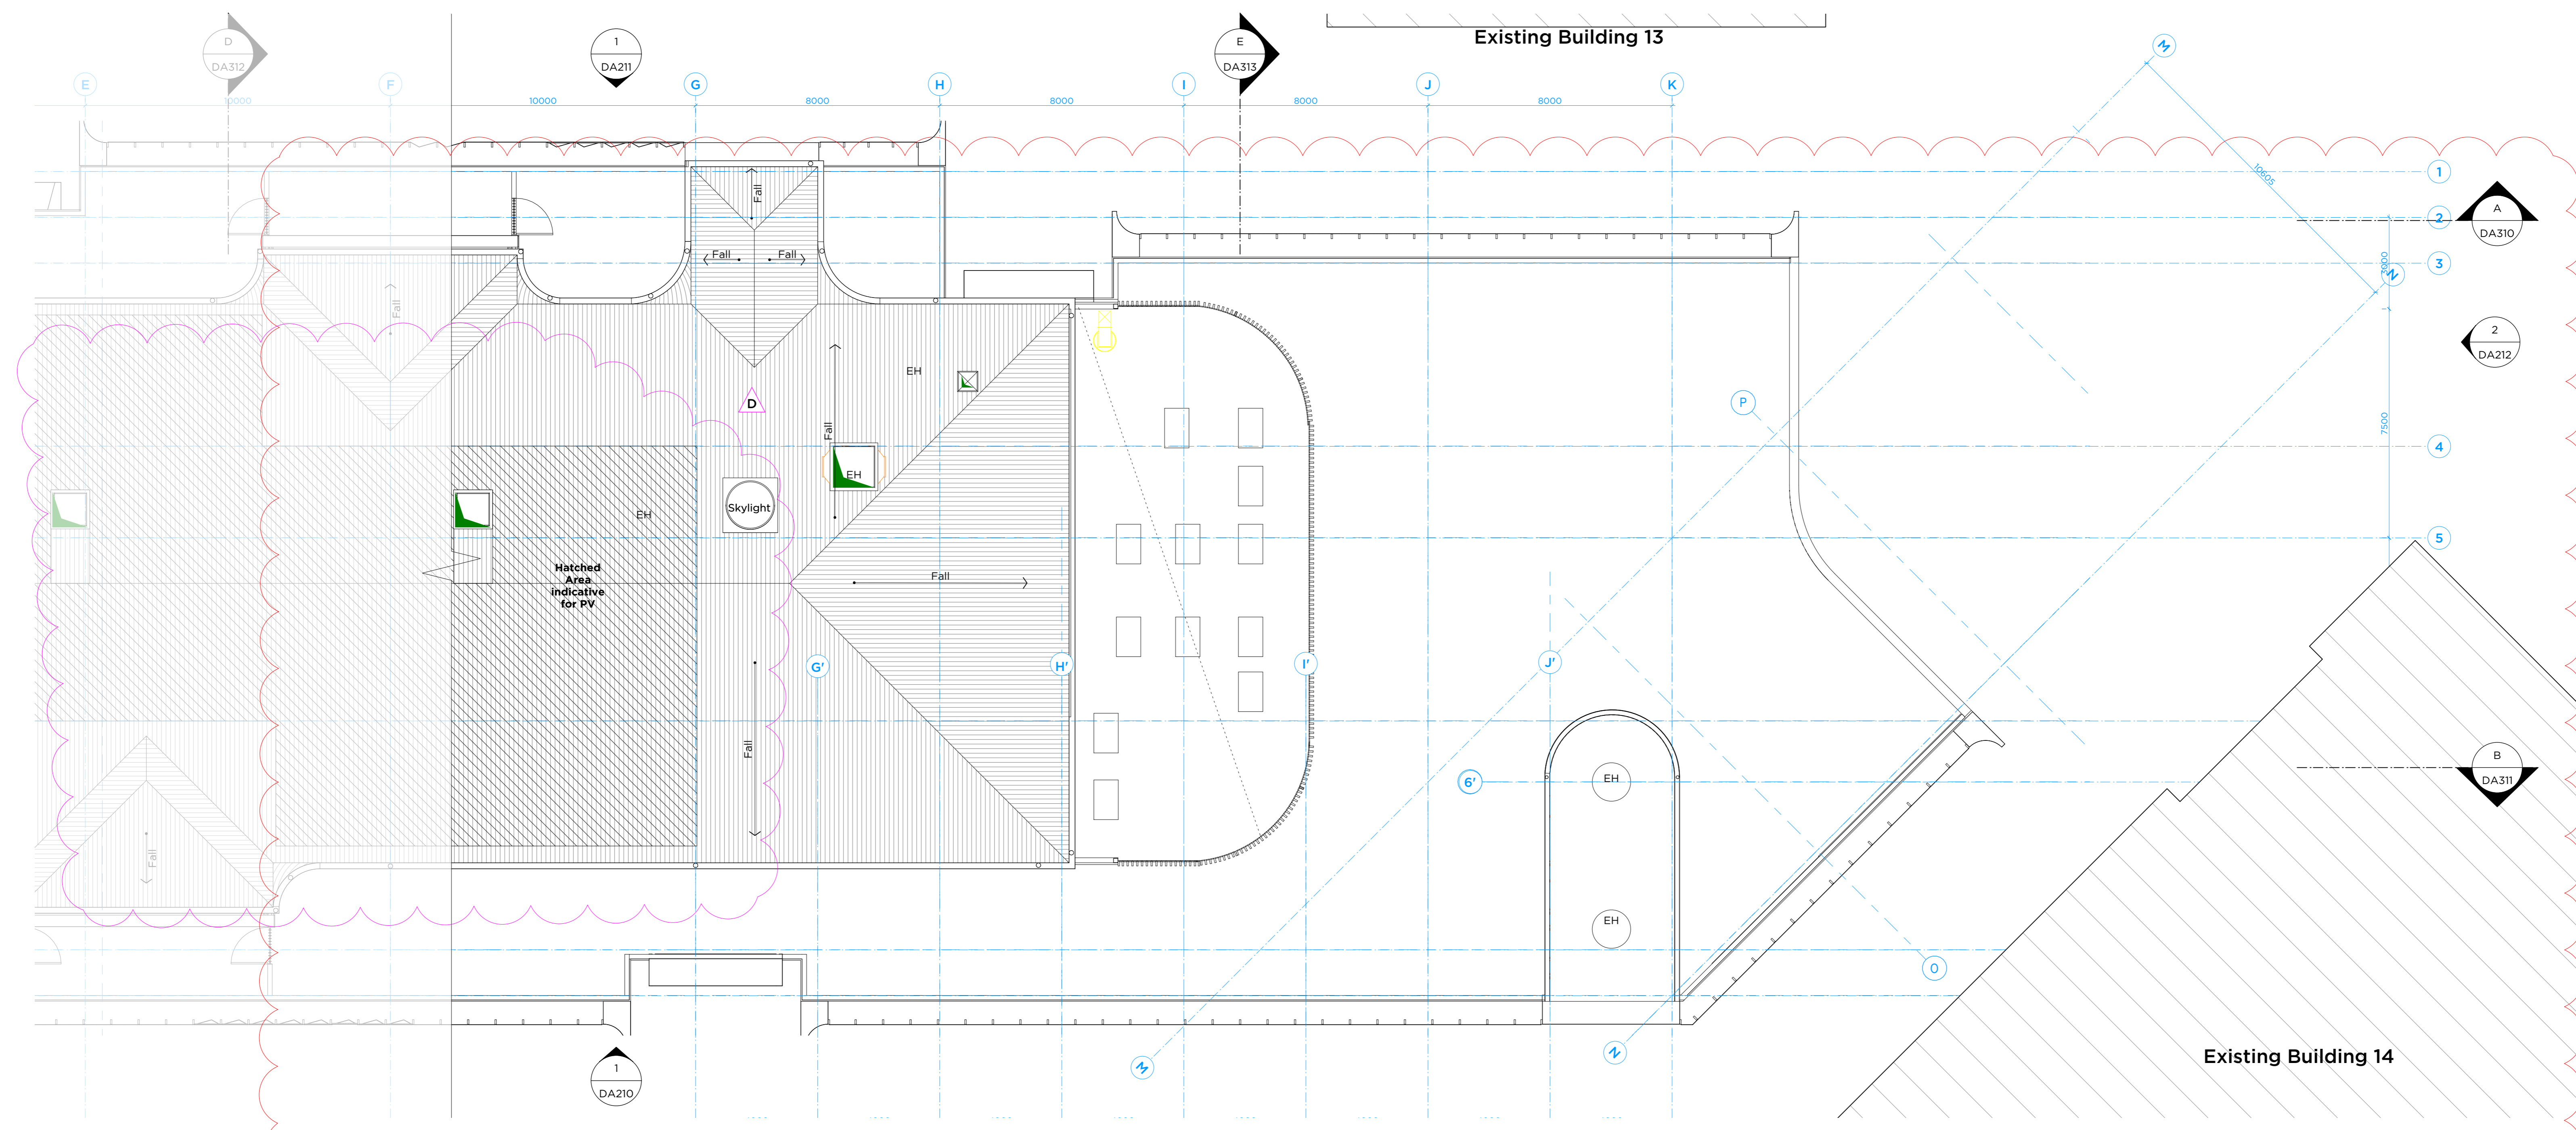 Existing Building 13
D
DA312
1
DA211
E
DA313
M
E
F
G
H
I
J
K
10000
10000
8000
8000
8000
8000
10605
1
2
3
4
5
A
DA310
3000
N
2
DA212
7500
Fall
Fall
Fall
Fall
EH
D
P
Fall
EH
Skylight
EH
Hatched
Area
indicative
for PV
Fall
G'
H'
I'
J'
Fall
Fall
6'
EH
B
DA311
EH
O
M
N
1
DA210
Existing Building 14